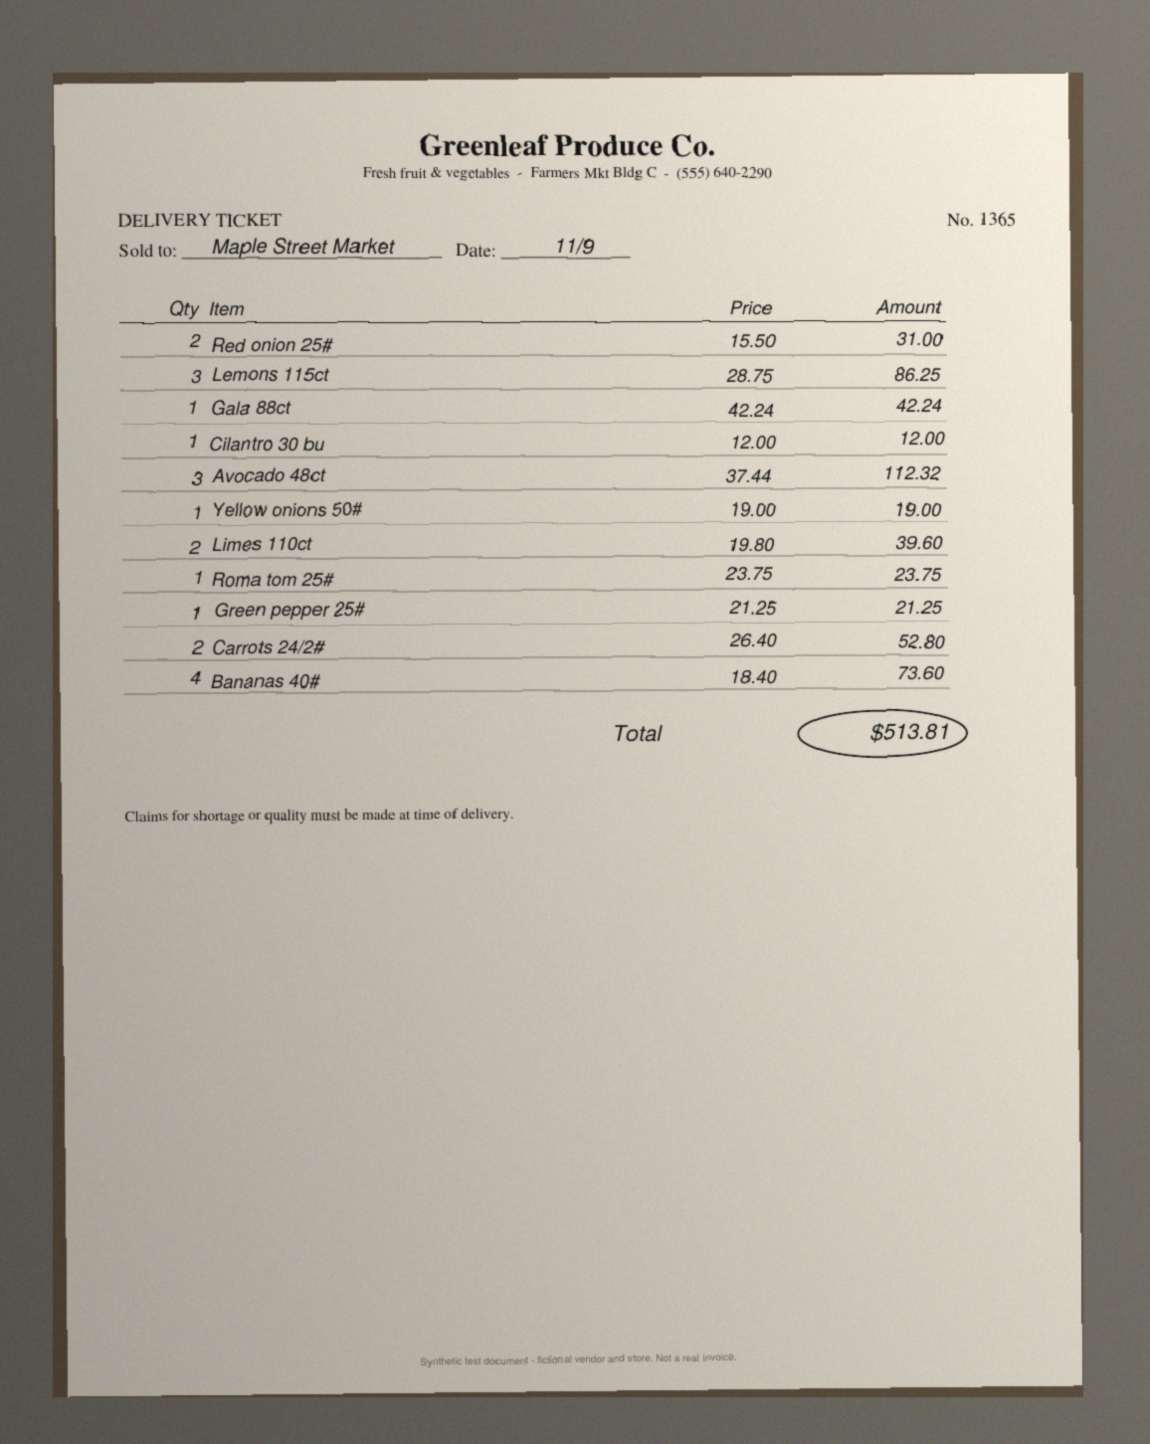 Greenleaf Produce Co.
Fresh fruit & vegetables - Farmers Mkt Bldg C - (555) 640-2290
DELIVERY TICKET No. 1365
Sold to: Maple Street Market Date: 11/9
Qty Item Price Amount
2 Red onion 25# 15.50 31.00
3 Lemons 115ct 28.75 86.25
1 Gala 88ct 42.24 42.24
1 Cilantro 30 bu 12.00 12.00
3 Avocado 48ct 37.44 112.32
1 Yellow onions 50# 19.00 19.00
2 Limes 110ct 19.80 39.60
1 Roma tom 25# 23.75 23.75
1 Green pepper 25# 21.25 21.25
2 Carrots 24/2# 26.40 52.80
4 Bananas 40# 18.40 73.60
Total $513.81
Claims for shortage or quality must be made at time of delivery.
Synthetic test document - fictional vendor and store. Not a real invoice.